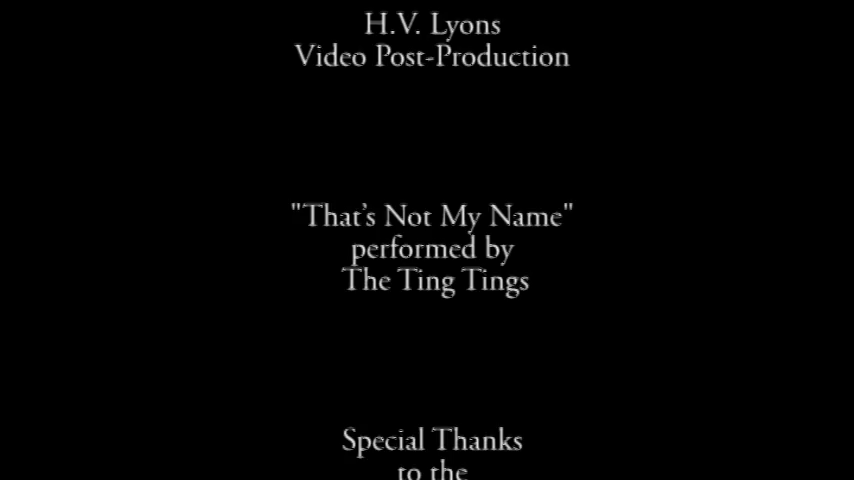 H.V. Lyons
Video Post-Production
"That's Not My Name"
performed by
The Ting Tings
Special Thanks
to the